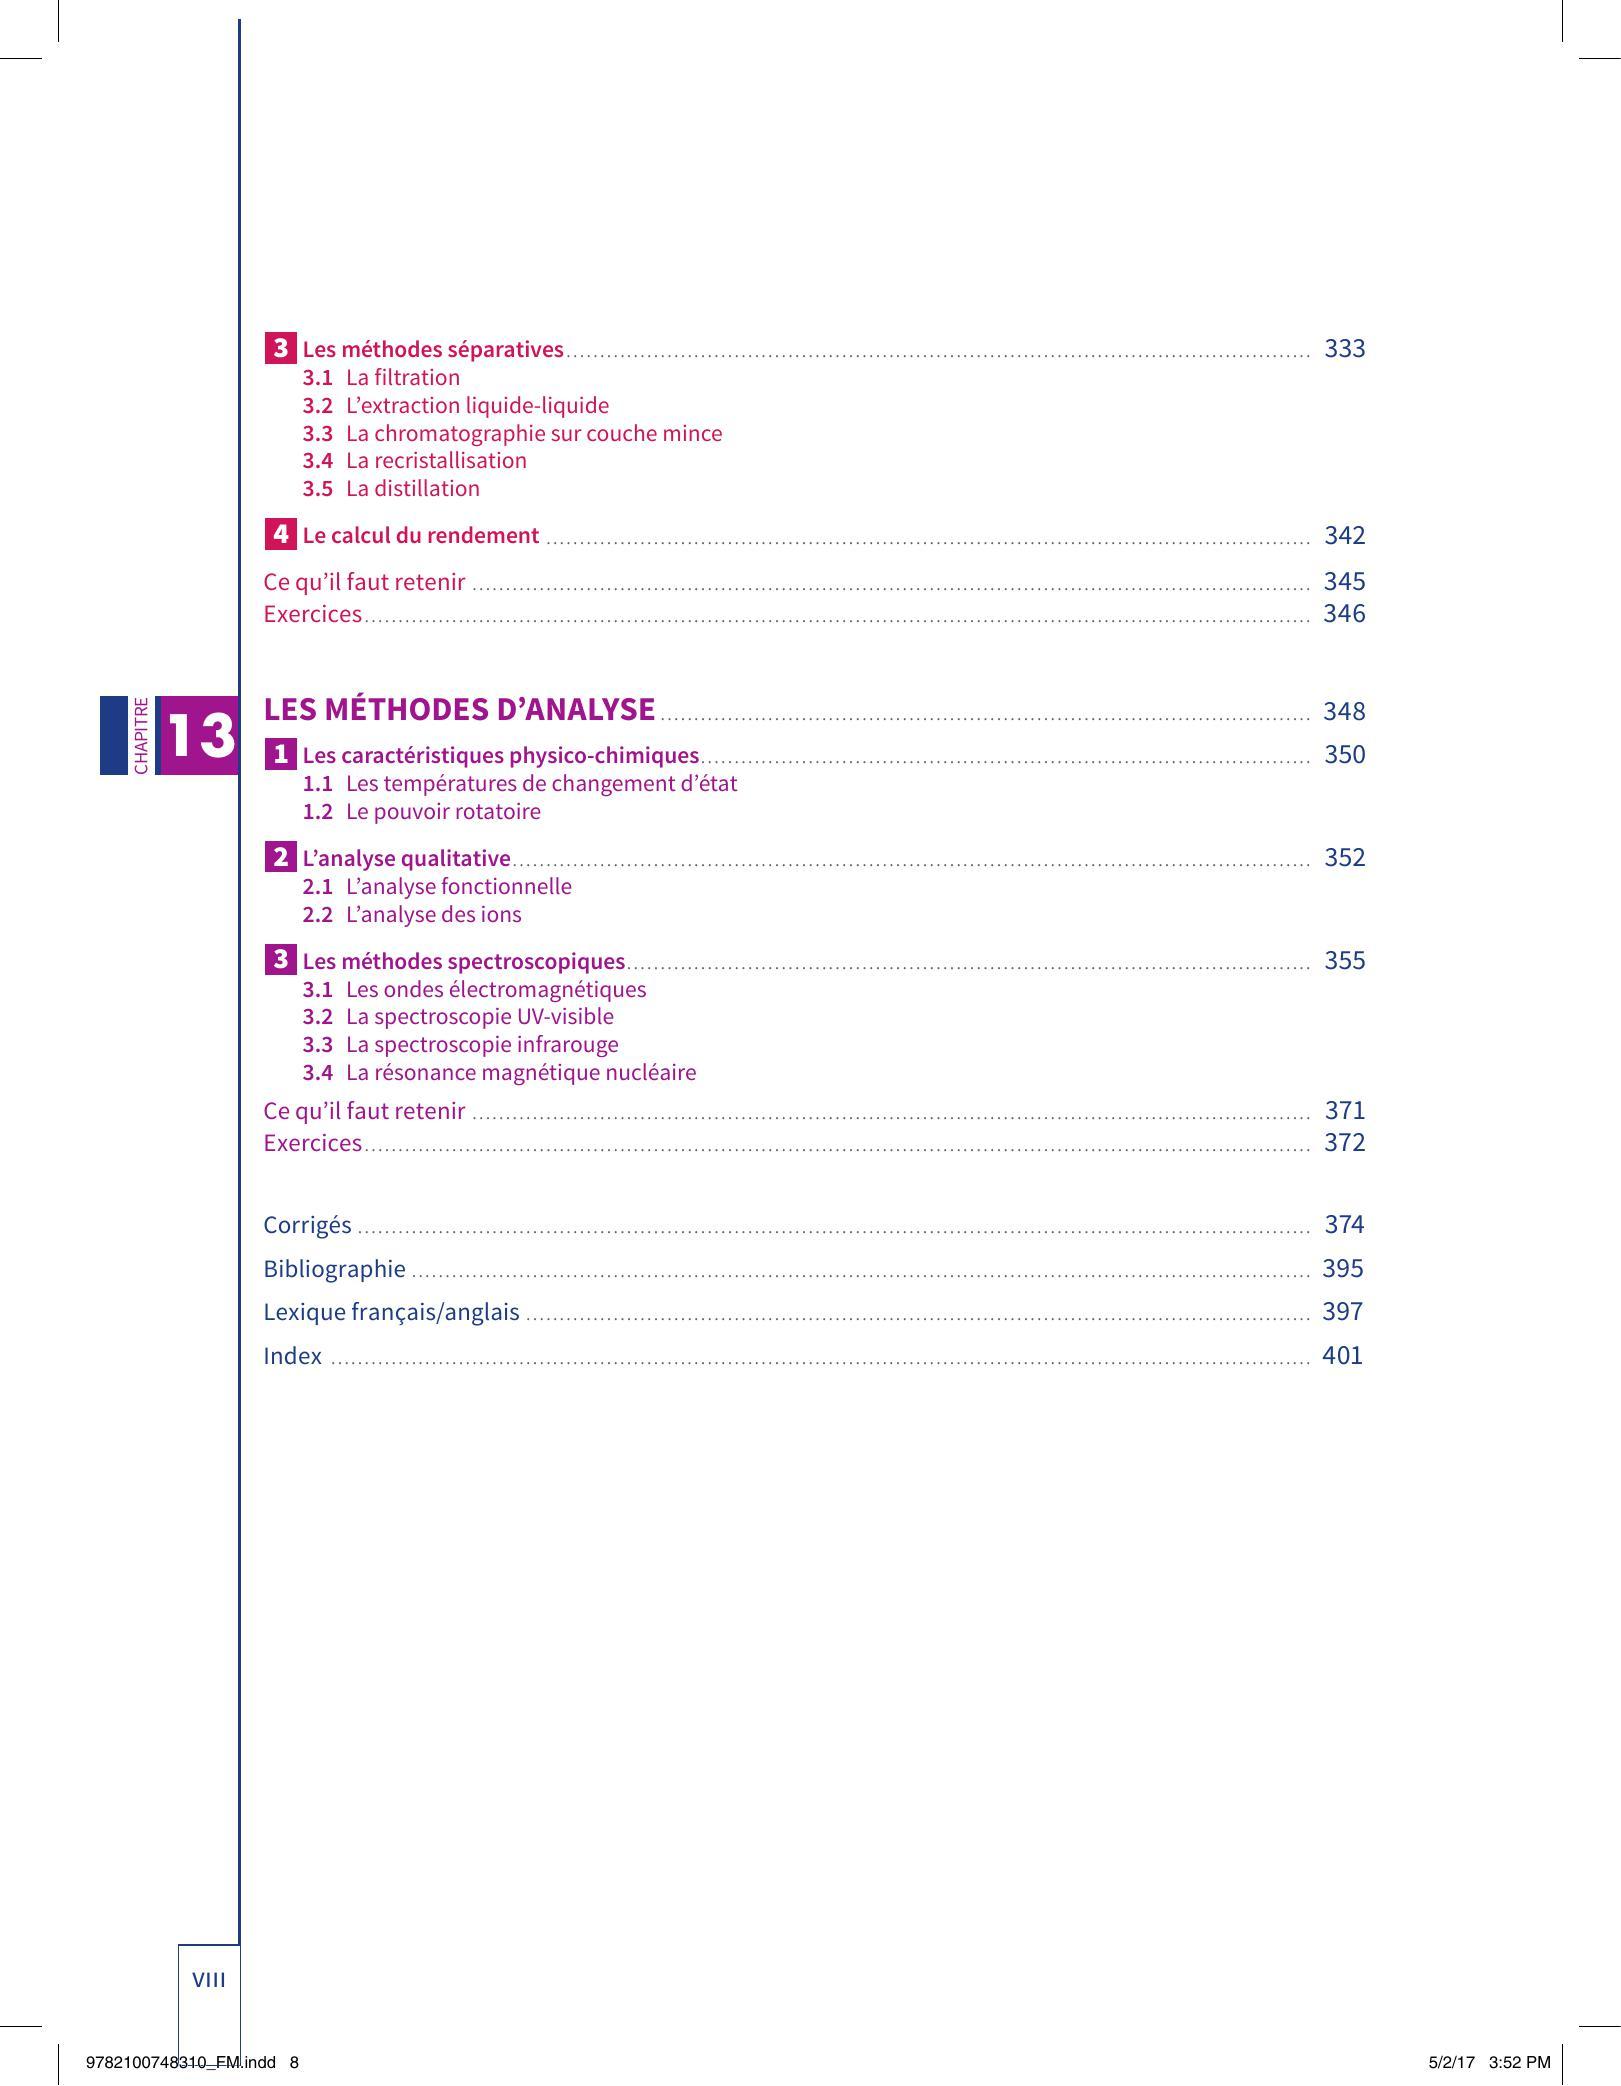 3 Les méthodes séparatives 333
3.1 La filtration
3.2 L’extraction liquide-liquide
3.3 La chromatographie sur couche mince
3.4 La recristallisation
3.5 La distillation
4 Le calcul du rendement 342
Ce qu’il faut retenir 345
Exercices 346
CHAPITRE 13
LES MÉTHODES D’ANALYSE 348
1 Les caractéristiques physico-chimiques 350
1.1 Les températures de changement d’état
1.2 Le pouvoir rotatoire
2 L’analyse qualitative 352
2.1 L’analyse fonctionnelle
2.2 L’analyse des ions
3 Les méthodes spectroscopiques 355
3.1 Les ondes électromagnétiques
3.2 La spectroscopie UV-visible
3.3 La spectroscopie infrarouge
3.4 La résonance magnétique nucléaire
Ce qu’il faut retenir 371
Exercices 372
Corrigés 374
Bibliographie 395
Lexique français/anglais 397
Index 401
VIII
9782100748310_FM.indd 8 5/2/17 3:52 PM